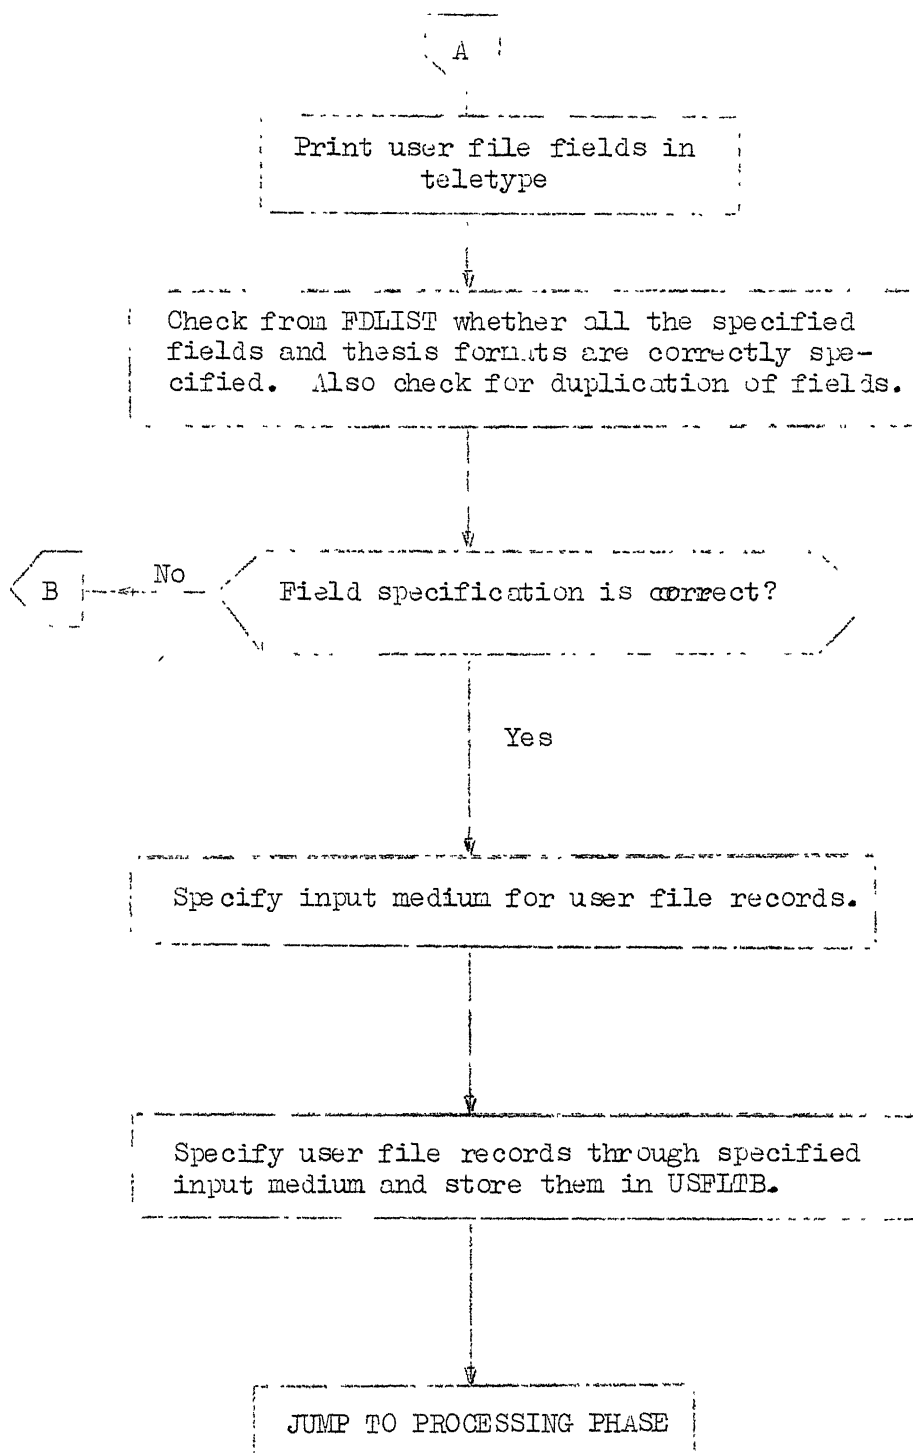 A
Print user file fields in
teletype
Check from FDLIST whether all the specified
fields and thesis formats are correctly spe-
cified. Also check for duplication of fields.
B
No
Field specification is correct?
Yes
Specify input medium for user file records.
Specify user file records through specified
input medium and store them in USFLTB.
JUMP TO PROCESSING PHASE